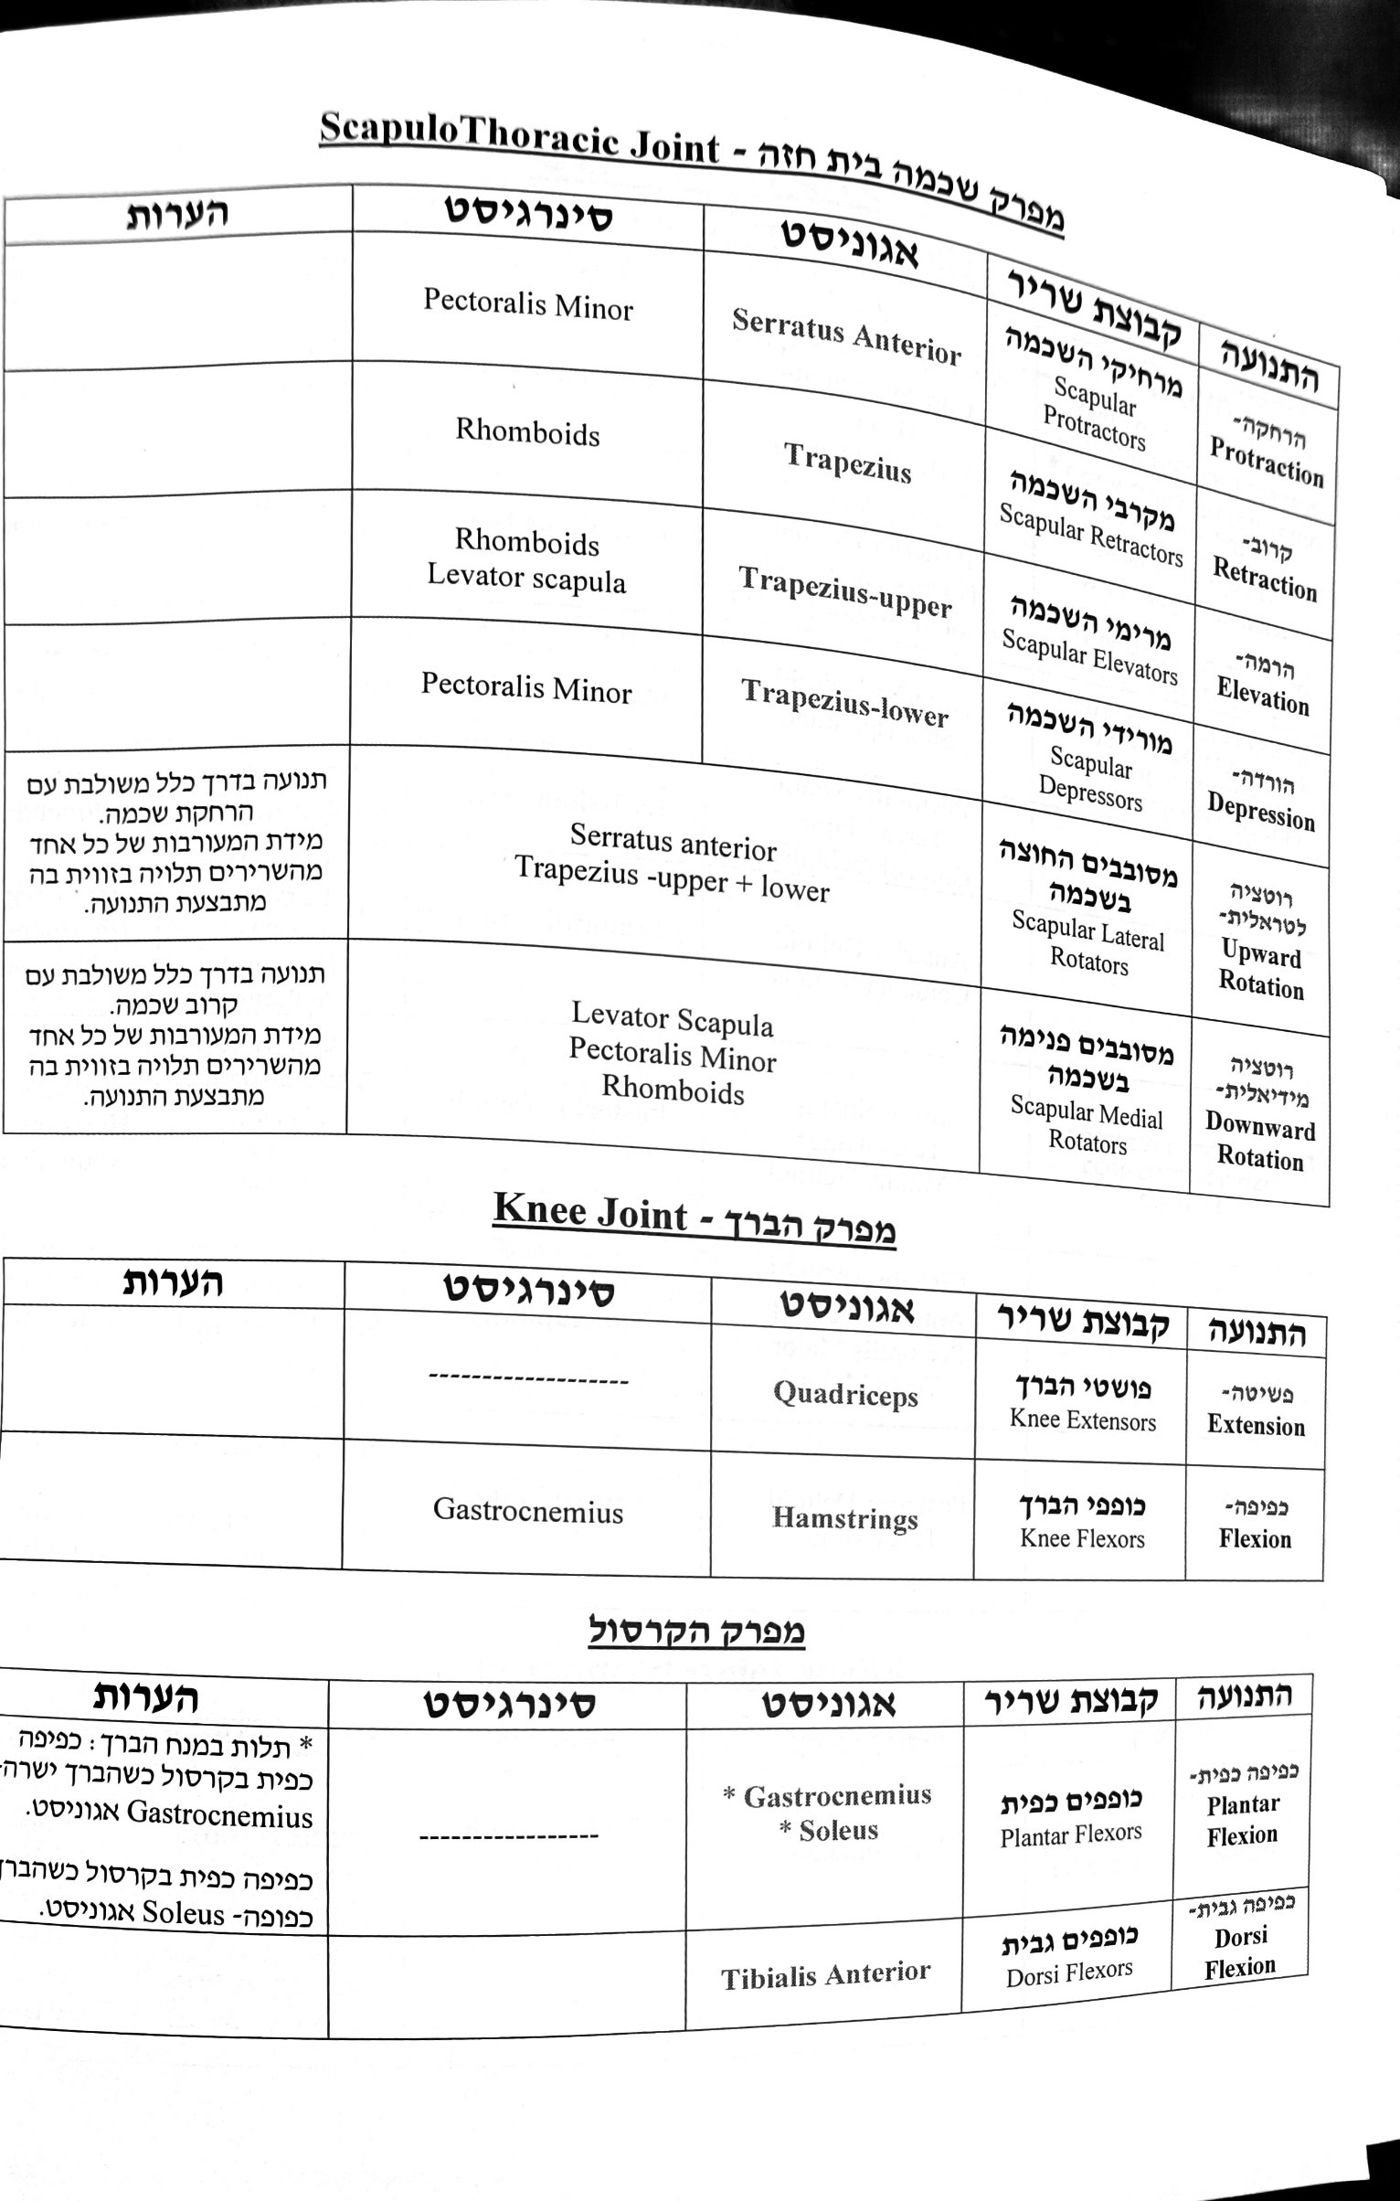 מפרק שכמה בית חזה - ScapuloThoracic Joint
התנועה
קבוצת שריר
אגוניסט
סינרגיסט
הערות
הרחקה-
Protraction
מרחיקי השכמה
Scapular
Protractors
Serratus Anterior
Pectoralis Minor
קרוב-
Retraction
מקרבי השכמה
Scapular Retractors
Trapezius
Rhomboids
הרמה-
Elevation
מרימי השכמה
Scapular Elevators
Trapezius-upper
Rhomboids
Levator scapula
הורדה-
Depression
מורידי השכמה
Scapular
Depressors
Trapezius-lower
Pectoralis Minor
רוטציה
לטראלית-
Upward
Rotation
מסובבים החוצה
בשכמה
Scapular Lateral
Rotators
Serratus anterior
Trapezius -upper + lower
תנועה בדרך כלל משולבת עם
הרחקת שכמה.
מידת המעורבות של כל אחד
מהשרירים תלויה בזווית בה
מתבצעת התנועה.
רוטציה
מידיאלית-
Downward
Rotation
מסובבים פנימה
בשכמה
Scapular Medial
Rotators
Levator Scapula
Pectoralis Minor
Rhomboids
תנועה בדרך כלל משולבת עם
קרוב שכמה.
מידת המעורבות של כל אחד
מהשרירים תלויה בזווית בה
מתבצעת התנועה.
מפרק הברך - Knee Joint
התנועה
קבוצת שריר
אגוניסט
סינרגיסט
הערות
פשיטה-
Extension
פושטי הברך
Knee Extensors
Quadriceps
-------------------
כפיפה-
Flexion
כופפי הברך
Knee Flexors
Hamstrings
Gastrocnemius
מפרק הקרסול
התנועה
קבוצת שריר
אגוניסט
סינרגיסט
הערות
כפיפה כפית-
Plantar
Flexion
כופפים כפית
Plantar Flexors
* Gastrocnemius
* Soleus
-----------------
* תלות במנח הברך: כפיפה
כפית בקרסול כשהברך ישרה-
Gastrocnemius אגוניסט.
כפיפה כפית בקרסול כשהברך
כפופה- Soleus אגוניסט.
כפיפה גבית-
Dorsi
Flexion
כופפים גבית
Dorsi Flexors
Tibialis Anterior